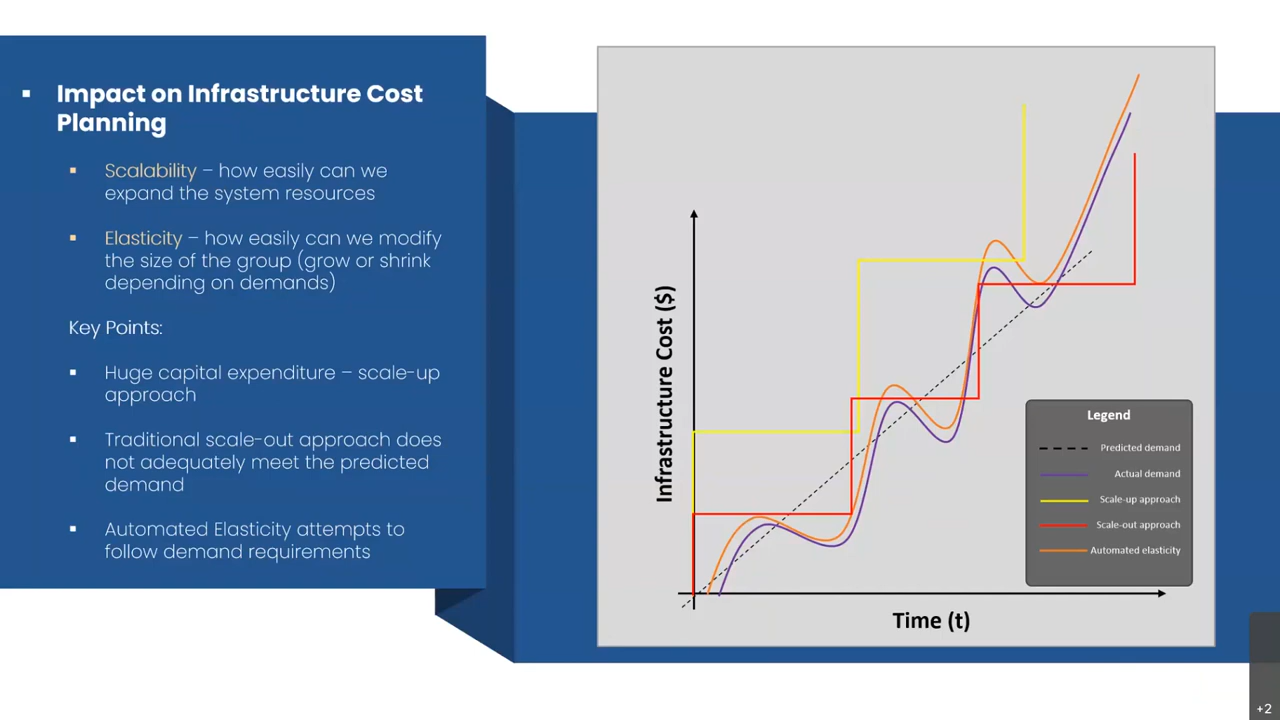 ▪ Impact on Infrastructure Cost
Planning
▪ Scalability – how easily can we
expand the system resources
▪ Elasticity – how easily can we modify
the size of the group (grow or shrink
depending on demands)
Key Points:
▪ Huge capital expenditure – scale-up
approach
▪ Traditional scale-out approach does
not adequately meet the predicted
demand
▪ Automated Elasticity attempts to
follow demand requirements
Infrastructure Cost ($)
Time (t)
Legend
Predicted demand
Actual demand
Scale-up approach
Scale-out approach
Automated elasticity
+2